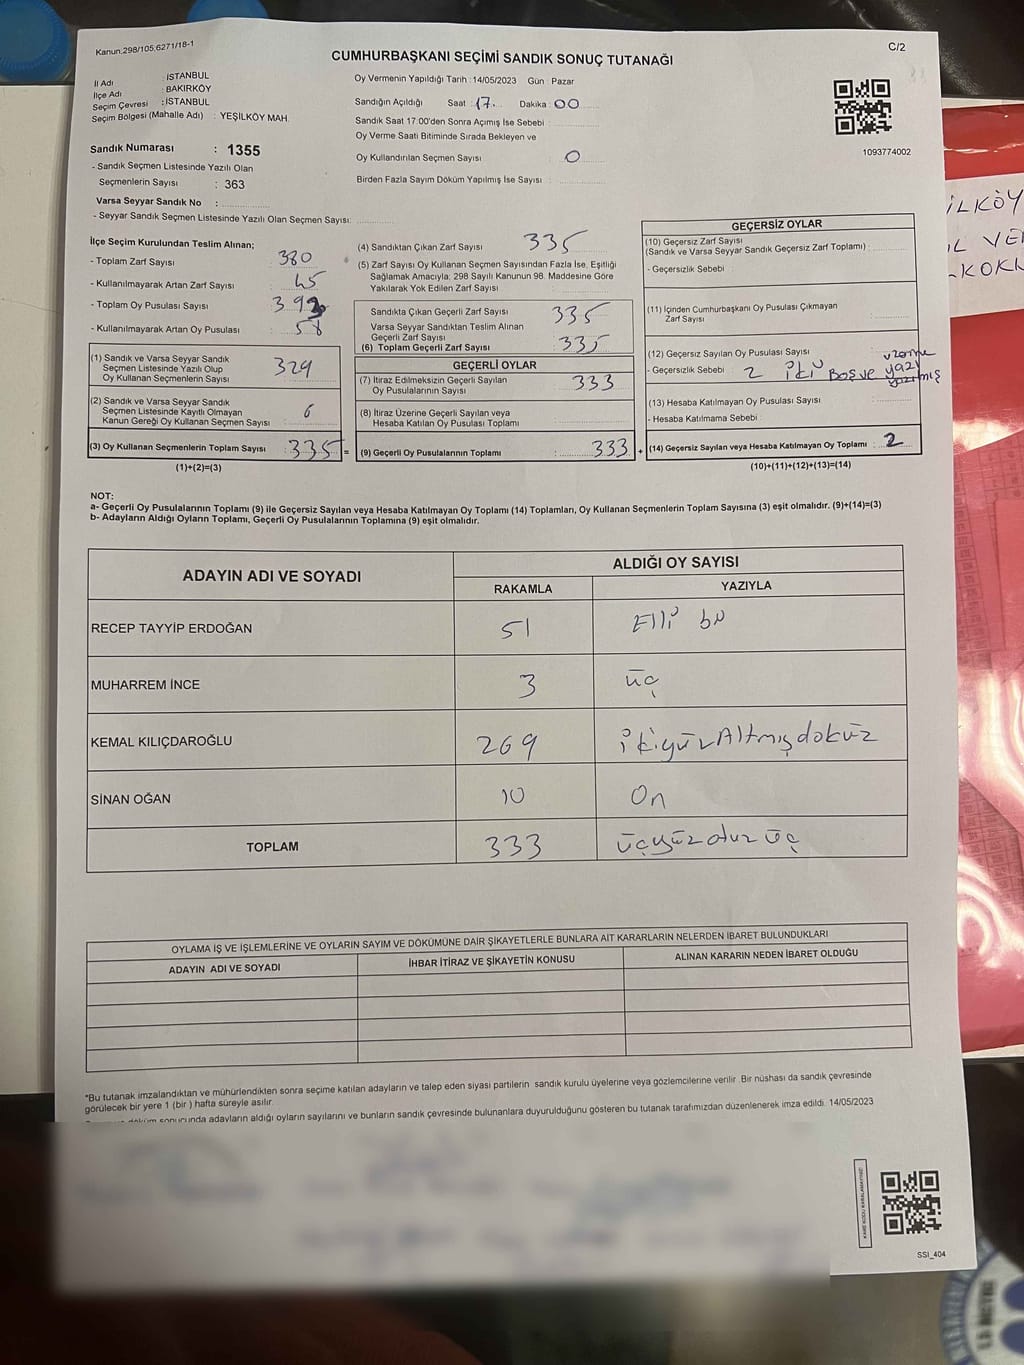 Kanun:298/105;6271/18-1
C/2
CUMHURBAŞKANI SEÇİMİ SANDIK SONUÇ TUTANAĞI
İl Adı : İSTANBUL
İlçe Adı : BAKIRKÖY
Seçim Çevresi : İSTANBUL
Seçim Bölgesi (Mahalle Adı) : YEŞİLKÖY MAH.
Oy Vermenin Yapıldığı Tarih :14/05/2023 Gün : Pazar
Sandığın Açıldığı Saat : 17 Dakika : 00
Sandık Saat 17:00'den Sonra Açımış İse Sebebi :
Oy Verme Saati Bitiminde Sırada Bekleyen ve
Oy Kullandırılan Seçmen Sayısı : 0
Birden Fazla Sayım Döküm Yapılmış İse Sayısı :
1093774002
Sandık Numarası : 1355
- Sandık Seçmen Listesinde Yazılı Olan
Seçmenlerin Sayısı : 363
Varsa Seyyar Sandık No :
- Seyyar Sandık Seçmen Listesinde Yazılı Olan Seçmen Sayısı:
İlçe Seçim Kurulundan Teslim Alınan;
- Toplam Zarf Sayısı : 380
- Kullanılmayarak Artan Zarf Sayısı : 45
- Toplam Oy Pusulası Sayısı : 393
- Kullanılmayarak Artan Oy Pusulası : 58
(1) Sandık ve Varsa Seyyar Sandık
Seçmen Listesinde Yazılı Olup
Oy Kullanan Seçmenlerin Sayısı : 329
(2) Sandık ve Varsa Seyyar Sandık
Seçmen Listesinde Kayıtlı Olmayan
Kanun Gereği Oy Kullanan Seçmen Sayısı : 6
(3) Oy Kullanan Seçmenlerin Toplam Sayısı : 335 =
(1)+(2)=(3)
(4) Sandıktan Çıkan Zarf Sayısı : 335
(5) Zarf Sayısı Oy Kullanan Seçmen Sayısından Fazla İse, Eşitliği
Sağlamak Amacıyla; 298 Sayılı Kanunun 98. Maddesine Göre
Yakılarak Yok Edilen Zarf Sayısı :
Sandıkta Çıkan Geçerli Zarf Sayısı : 335
Varsa Seyyar Sandıktan Teslim Alınan
Geçerli Zarf Sayısı :
(6) Toplam Geçerli Zarf Sayısı : 335
GEÇERLİ OYLAR
(7) İtiraz Edilmeksizin Geçerli Sayılan
Oy Pusulasının Sayısı : 333
(8) İtiraz Üzerine Geçerli Sayılan veya
Hesaba Katılan Oy Pusulası Toplamı :
(9) Geçerli Oy Pusulalarının Toplamı : 333 +
GEÇERSİZ OYLAR
(10) Geçersiz Zarf Sayısı
(Sandık ve Varsa Seyyar Sandık Geçersiz Zarf Toplamı) :
- Geçersizlik Sebebi :
(11) İçinden Cumhurbaşkanı Oy Pusulası Çıkmayan
Zarf Sayısı :
(12) Geçersiz Sayılan Oy Pusulası Sayısı :
- Geçersizlik Sebebi : 2 iki Boş ve üzerine yazı yazılmış
(13) Hesaba Katılmayan Oy Pusulası Sayısı :
- Hesaba Katılmama Sebebi :
(14) Geçersiz Sayılan veya Hesaba Katılmayan Oy Toplamı : 2
(10)+(11)+(12)+(13)=(14)
NOT:
a- Geçerli Oy Pusulalarının Toplamı (9) ile Geçersiz Sayılan veya Hesaba Katılmayan Oy Toplamı (14) Toplamları, Oy Kullanan Seçmenlerin Toplam Sayısına (3) eşit olmalıdır. (9)+(14)=(3)
b- Adayların Aldığı Oyların Toplamı, Geçerli Oy Pusulalarının Toplamına (9) eşit olmalıdır.
ADAYIN ADI VE SOYADI ALDIĞI OY SAYISI
RAKAMLA YAZIYLA
RECEP TAYYİP ERDOĞAN 51 Elli bir
MUHARREM İNCE 3 üç
KEMAL KILIÇDAROĞLU 269 ikiyüzAltmışdokuz
SİNAN OĞAN 10 On
TOPLAM 333 üçyüzotuz üç
OYLAMA İŞ VE İŞLEMLERİNE VE OYLARIN SAYIM VE DÖKÜMÜNE DAİR ŞİKAYETLERLE BUNLARA AİT KARARLARIN NELERDEN İBARET BULUNDUKLARI
ADAYIN ADI VE SOYADI İHBAR İTİRAZ VE ŞİKAYETİN KONUSU ALINAN KARARIN NEDEN İBARET OLDUĞU
*Bu tutanak imzalandıktan ve mühürlendikten sonra seçime katılan adayların ve talep eden siyasi partilerin sandık kurulu üyelerine veya gözlemcilerine verilir .Bir nüshası da sandık çevresinde
görülecek bir yere 1 (bir ) hafta süreyle asılır.
döküm sonucunda adayların aldığı oyların sayılarını ve bunların sandık çevresinde bulunanlara duyurulduğunu gösteren bu tutanak tarafımızdan düzenlenerek imza edildi. 14/05/2023
SSI_404